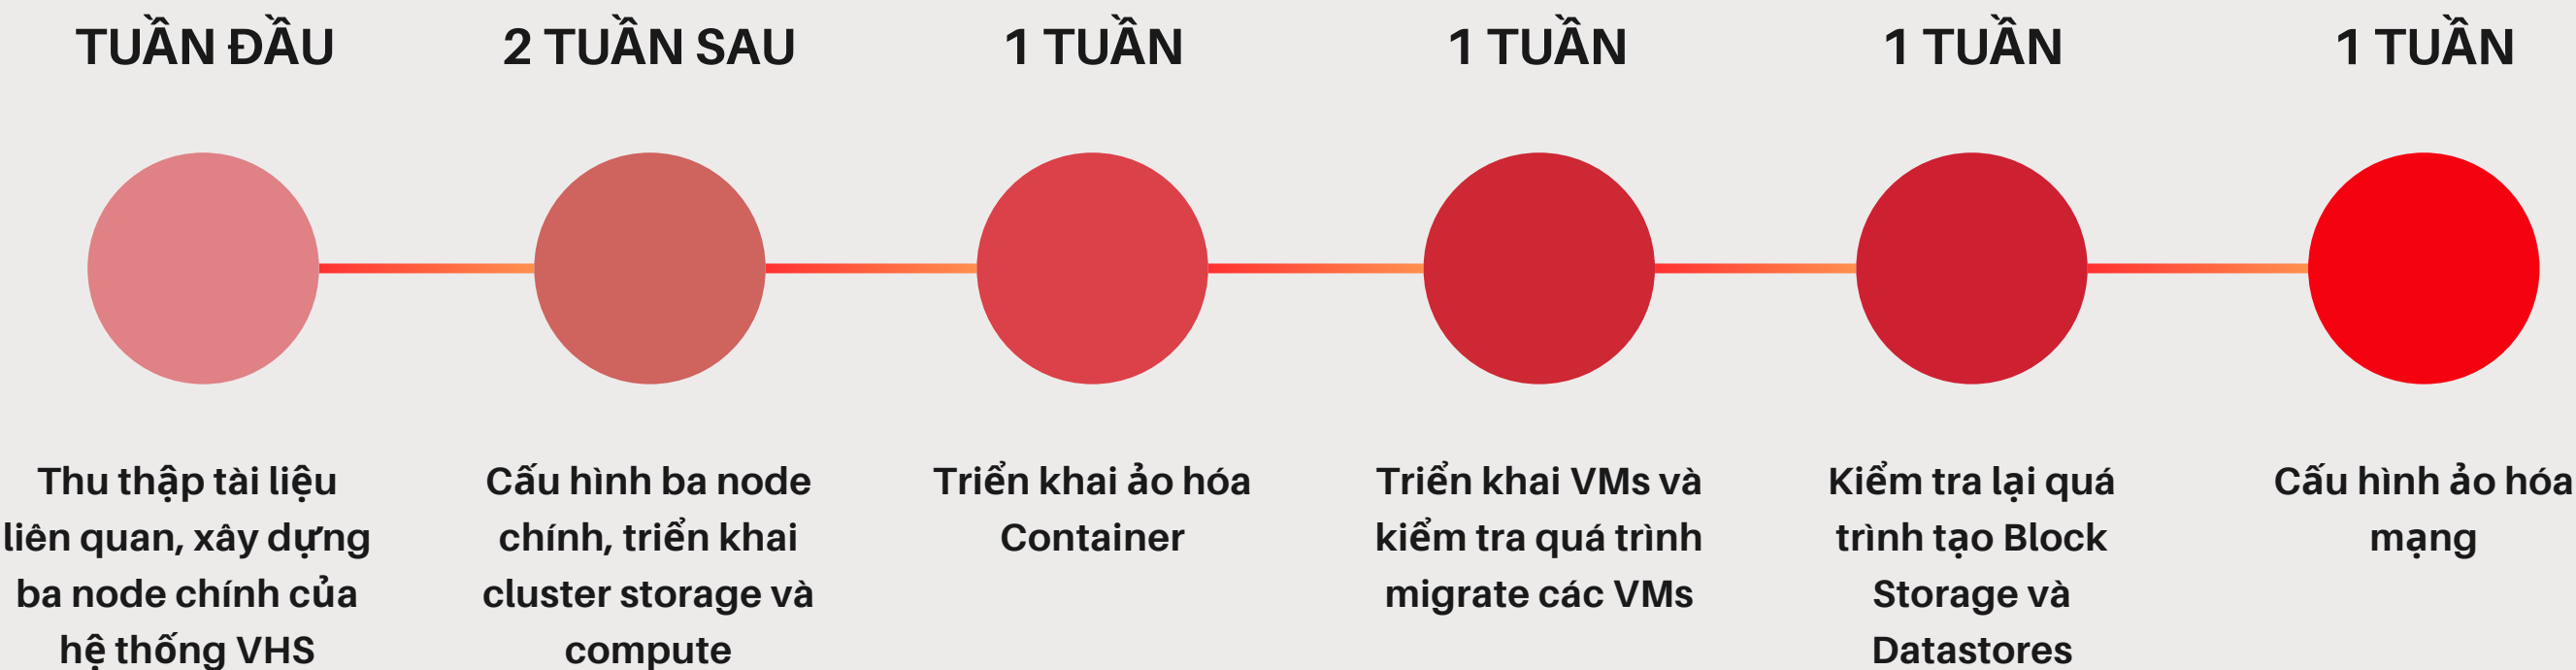 TUẦN ĐẦU
2 TUẦN SAU
1 TUẦN
1 TUẦN
1 TUẦN
1 TUẦN
Thu thập tài liệu
liên quan, xây dựng
ba node chính của
hệ thống VHS
Cấu hình ba node
chính, triển khai
cluster storage và
compute
Triển khai ảo hóa
Container
Triển khai VMs và
kiểm tra quá trình
migrate các VMs
Kiểm tra lại quá
trình tạo Block
Storage và
Datastores
Cấu hình ảo hóa
mạng